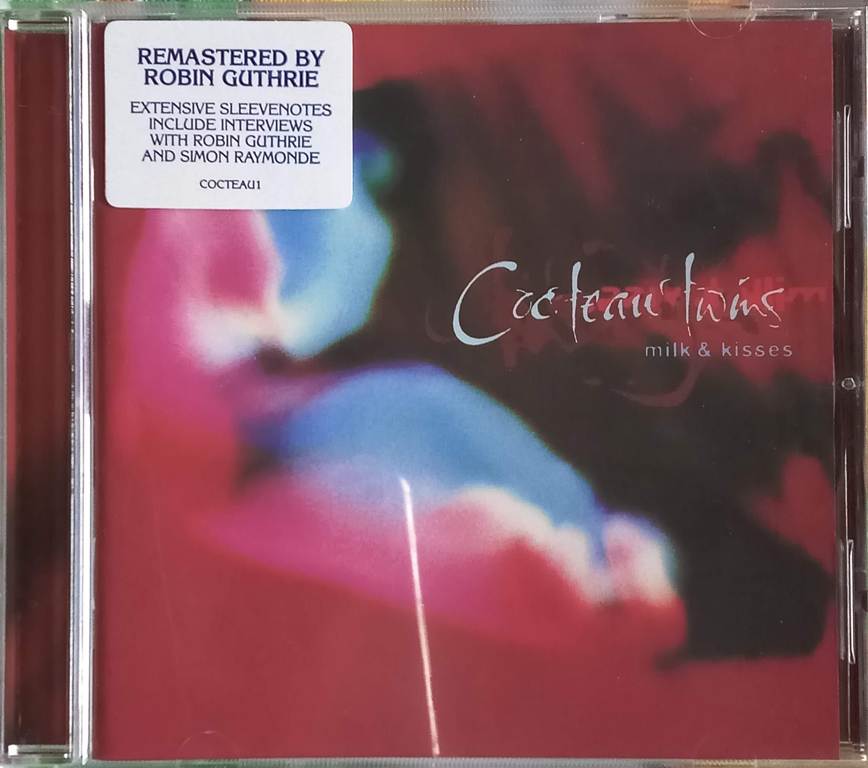 REMASTERED BY
ROBIN GUTHRIE
EXTENSIVE SLEEVENOTES
INCLUDE INTERVIEWS
WITH ROBIN GUTHRIE
AND SIMON RAYMONDE
COCTEAU1
Cocteau twins
milk & kisses